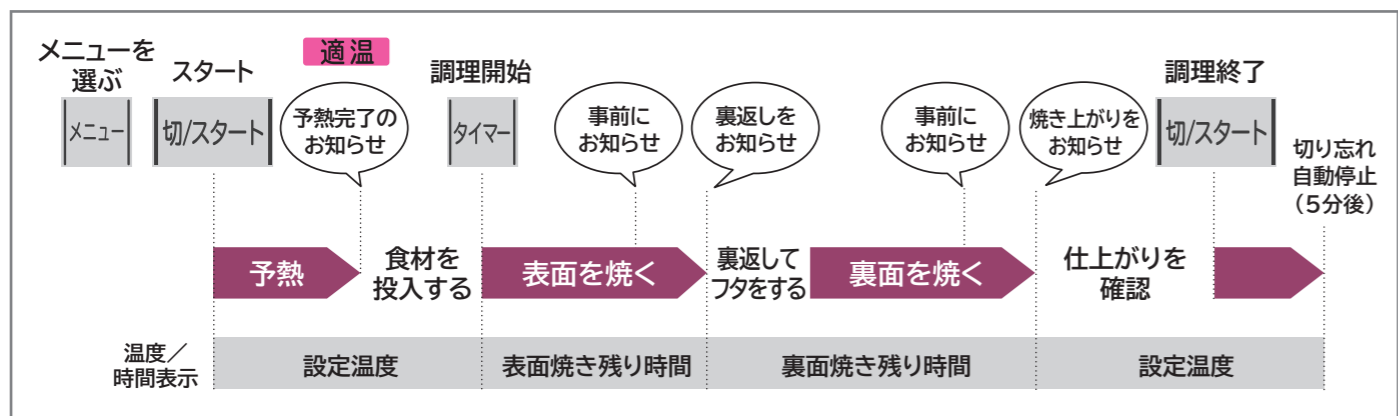 メニューを
選ぶ
スタート
適温
調理開始
調理終了
メニュー
切/スタート
予熱完了の
お知らせ
タイマー
事前に
お知らせ
裏返しを
お知らせ
事前に
お知らせ
焼き上がりを
お知らせ
切/スタート
切り忘れ
自動停止
(5分後)
予熱
食材を
投入する
表面を焼く
裏返して
フタをする
裏面を焼く
仕上がりを
確認
温度/
時間表示
設定温度
表面焼き残り時間
裏面焼き残り時間
設定温度